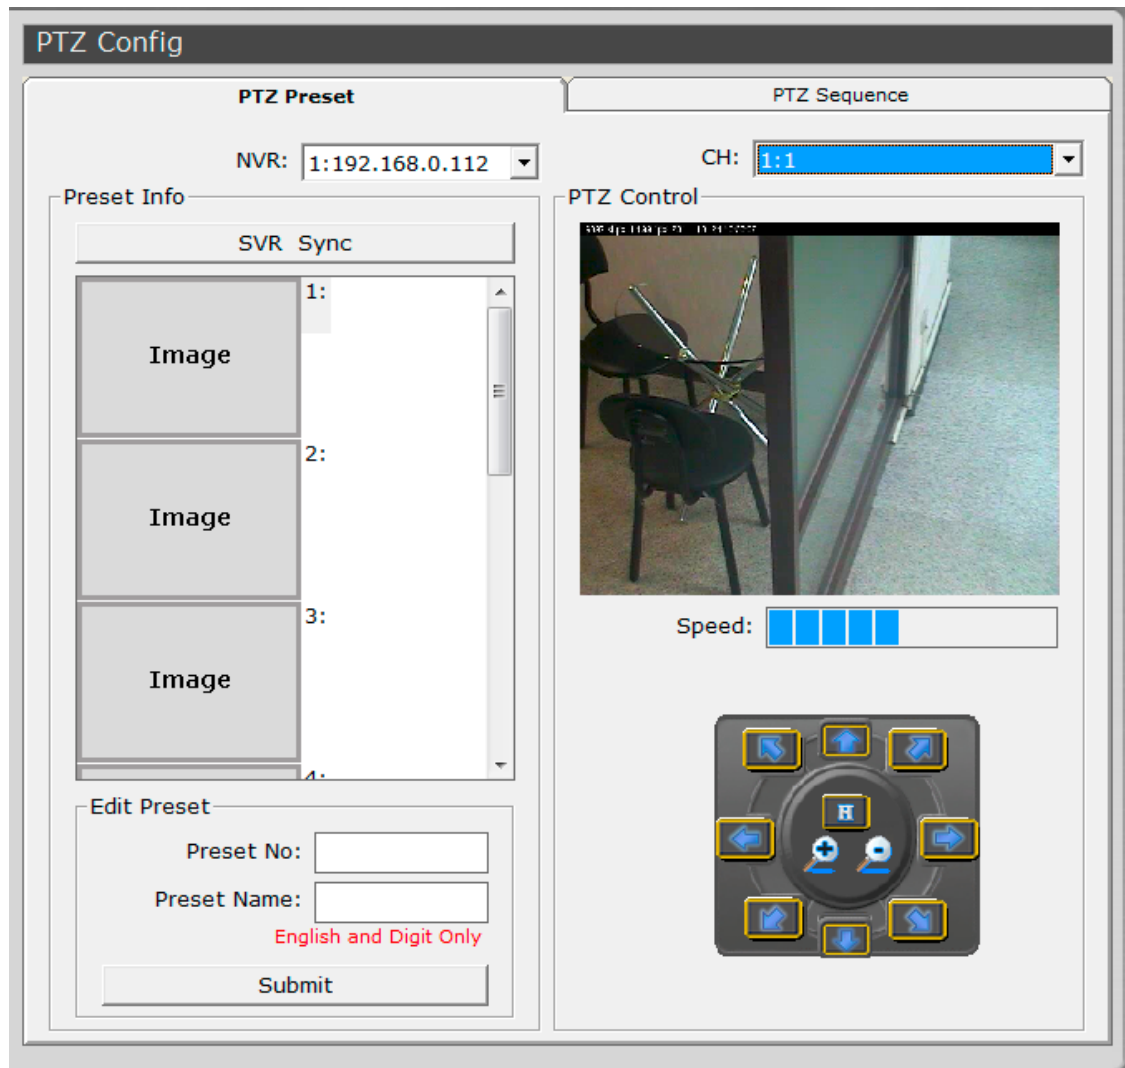 PTZ Config
PTZ Preset
PTZ Sequence
NVR: 1:192.168.0.112
CH: 1:1
Preset Info
SVR Sync
Image
1:
Image
2:
Image
3:
4:
Edit Preset
Preset No:
Preset Name:
English and Digit Only
Submit
PTZ Control
Speed:
H